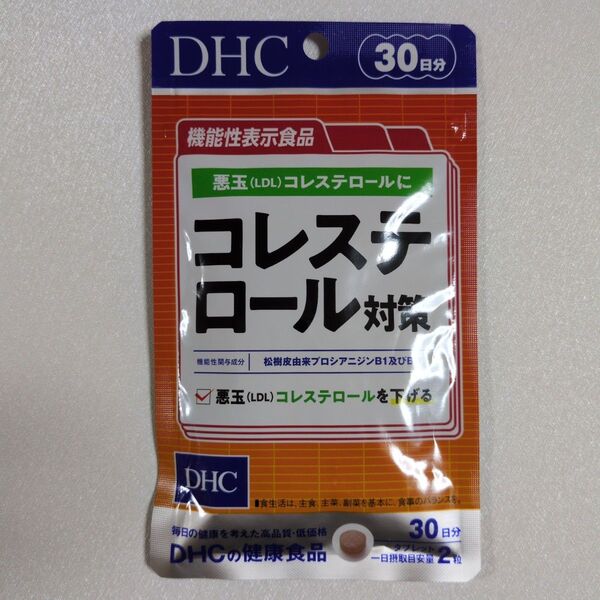 DHC
30日分
機能性表示食品
悪玉(LDL)コレステロールに
コレステ
ロール対策
機能性関与成分 松樹皮由来プロシアニジンB1及びB
悪玉(LDL)コレステロールを下げる
DHC
■食生活は、主食、主菜、副菜を基本に、食事のバランスを。
毎日の健康を考えた高品質・低価格
DHCの健康食品
30日分
タブレット
一日摂取目安量2粒